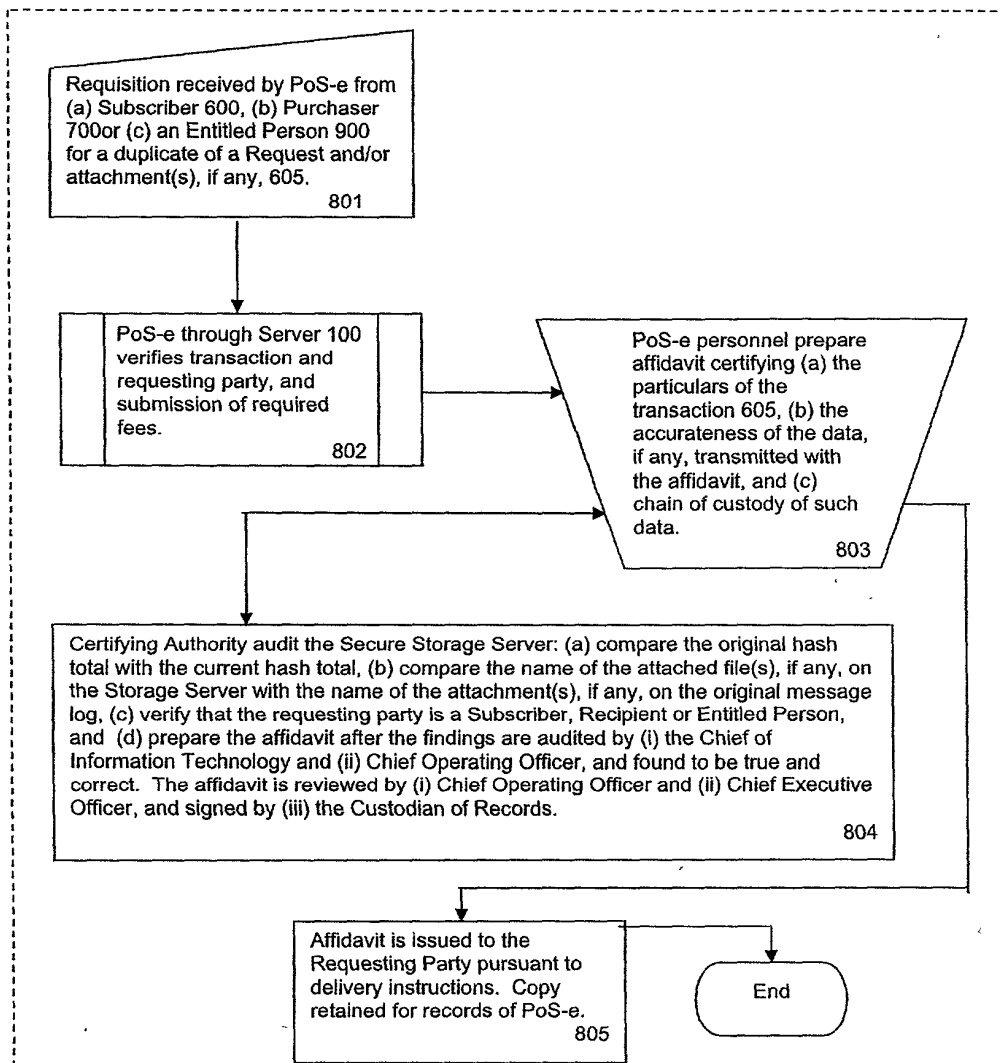 Requisition received by PoS-e from
(a) Subscriber 600, (b) Purchaser
700or (c) an Entitled Person 900
for a duplicate of a Request and/or
attachment(s), if any, 605.
801
PoS-e through Server 100
verifies transaction and
requesting party, and
submission of required
fees.
802
PoS-e personnel prepare
affidavit certifying (a) the
particulars of the
transaction 605, (b) the
accurateness of the data,
if any, transmitted with
the affidavit, and (c)
chain of custody of such
data.
803
Certifying Authority audit the Secure Storage Server: (a) compare the original hash
total with the current hash total, (b) compare the name of the attached file(s), if any, on
the Storage Server with the name of the attachment(s), if any, on the original message
log, (c) verify that the requesting party is a Subscriber, Recipient or Entitled Person,
and (d) prepare the affidavit after the findings are audited by (i) the Chief of
Information Technology and (ii) Chief Operating Officer, and found to be true and
correct. The affidavit is reviewed by (i) Chief Operating Officer and (ii) Chief Executive
Officer, and signed by (iii) the Custodian of Records.
804
Affidavit is issued to the
Requesting Party pursuant to
delivery instructions. Copy
retained for records of PoS-e.
805
End